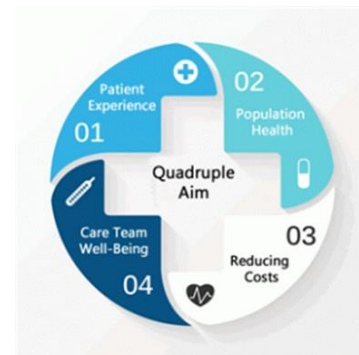 Patient
Experience
01
02
Population
Health
Quadruple
Aim
03
Reducing
Costs
Care Team
Well-Being
04